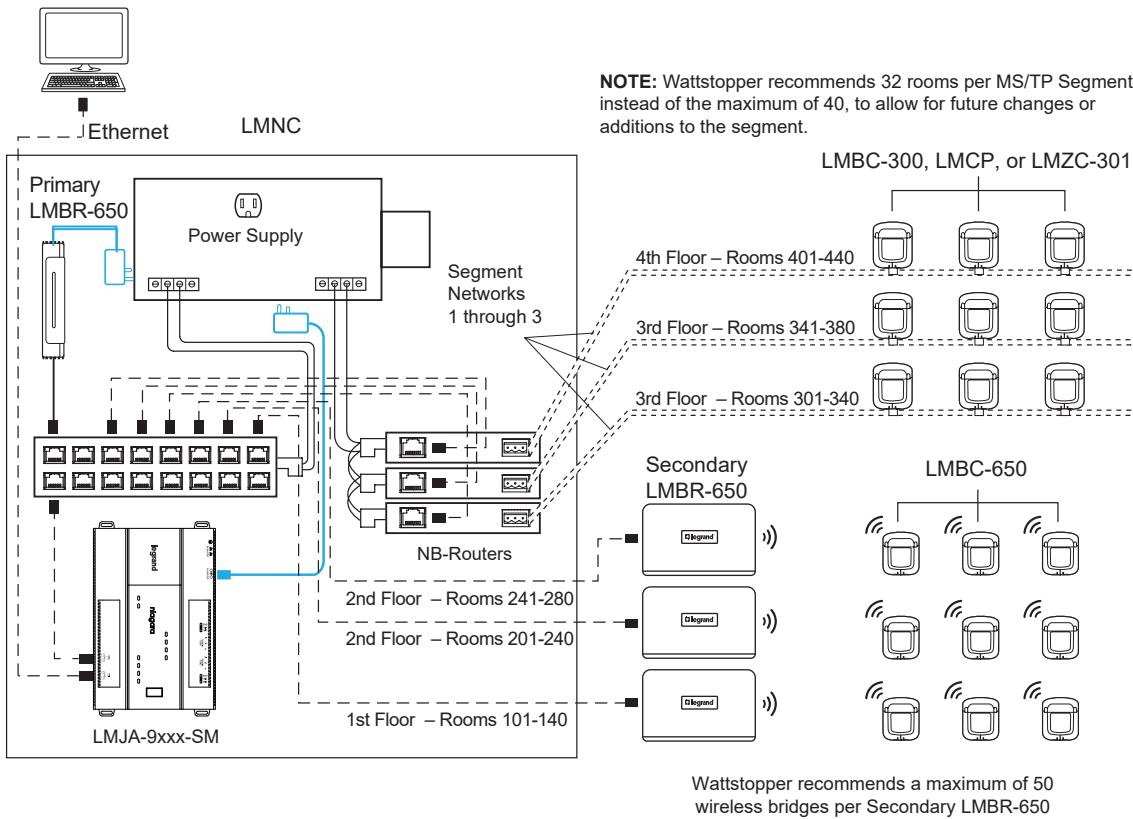 NOTE: Wattstopper recommends 32 rooms per MS/TP Segment
instead of the maximum of 40, to allow for future changes or
additions to the segment.
Ethernet
LMNC
LMBC-300, LMCP, or LMZC-301
Primary
LMBR-650
Power Supply
Segment
Networks
1 through 3
4th Floor – Rooms 401-440
3rd Floor – Rooms 341-380
3rd Floor – Rooms 301-340
NB-Routers
Secondary
LMBR-650
LMBC-650
legrand
legrand
legrand
2nd Floor – Rooms 241-280
2nd Floor – Rooms 201-240
1st Floor – Rooms 101-140
legrand
niagara
LMJA-9xxx-SM
Wattstopper recommends a maximum of 50
wireless bridges per Secondary LMBR-650